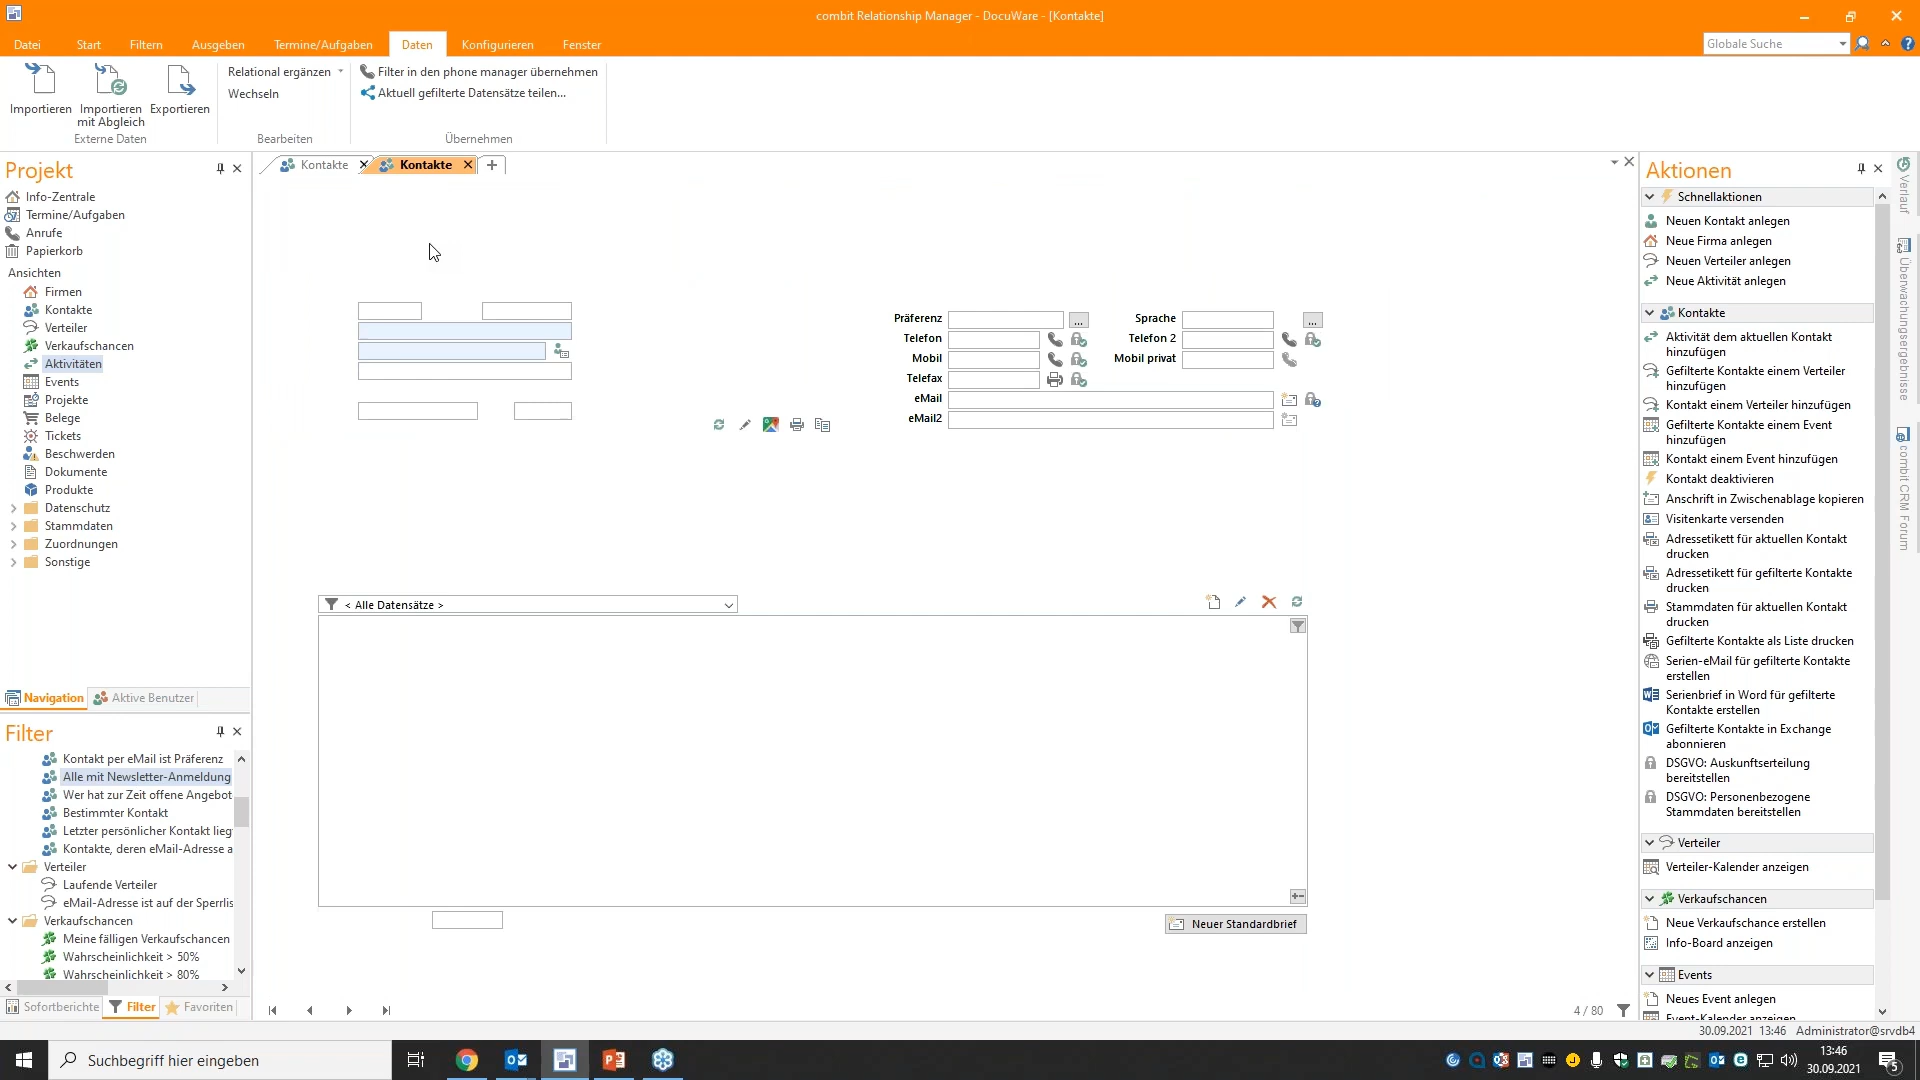 combit Relationship Manager - DocuWare - [Kontakte]
Datei Start Filtern Ausgeben Termine/Aufgaben Daten Konfigurieren Fenster
Globale Suche
Importieren
Importieren mit Abgleich
Exportieren
Externe Daten
Relational ergänzen
Wechseln
Bearbeiten
Filter in den phone manager übernehmen
Aktuell gefilterte Datensätze teilen...
Übernehmen
Projekt
Info-Zentrale
Termine/Aufgaben
Anrufe
Papierkorb
Ansichten
Firmen
Kontakte
Verteiler
Verkaufschancen
Aktivitäten
Events
Projekte
Belege
Tickets
Beschwerden
Dokumente
Produkte
Datenschutz
Stammdaten
Zuordnungen
Sonstige
Navigation Aktive Benutzer
Filter
Kontakt per eMail ist Präferenz
Alle mit Newsletter-Anmeldung
Wer hat zur Zeit offene Angebot
Bestimmter Kontakt
Letzter persönlicher Kontakt lieg
Kontakte, deren eMail-Adresse a
Verteiler
Laufende Verteiler
eMail-Adresse ist auf der Sperrlis
Verkaufschancen
Meine fälligen Verkaufschancen
Wahrscheinlichkeit > 50%
Wahrscheinlichkeit > 80%
Sofortberichte Filter Favoriten
Kontakte Kontakte
Präferenz ... Sprache ...
Telefon Telefon 2
Mobil Mobil privat
Telefax
eMail
eMail2
< Alle Datensätze >
Neuer Standardbrief
4 / 80
Aktionen
Schnellaktionen
Neuen Kontakt anlegen
Neue Firma anlegen
Neuen Verteiler anlegen
Neue Aktivität anlegen
Kontakte
Aktivität dem aktuellen Kontakt
hinzufügen
Gefilterte Kontakte einem Verteiler
hinzufügen
Kontakt einem Verteiler hinzufügen
Gefilterte Kontakte einem Event
hinzufügen
Kontakt einem Event hinzufügen
Kontakt deaktivieren
Anschrift in Zwischenablage kopieren
Visitenkarte versenden
Adressetikett für aktuellen Kontakt
drucken
Adressetikett für gefilterte Kontakte
drucken
Stammdaten für aktuellen Kontakt
drucken
Gefilterte Kontakte als Liste drucken
Serien-eMail für gefilterte Kontakte
erstellen
Serienbrief in Word für gefilterte
Kontakte erstellen
Gefilterte Kontakte in Exchange
abonnieren
DSGVO: Auskunftserteilung
bereitstellen
DSGVO: Personenbezogene
Stammdaten bereitstellen
Verteiler
Verteiler-Kalender anzeigen
Verkaufschancen
Neue Verkaufschance erstellen
Info-Board anzeigen
Events
Neues Event anlegen
Event-Kalender anzeigen
Verlauf
Überwachungsergebnisse
combit CRM Forum
30.09.2021 13:46 Administrator@srvdb4
Suchbegriff hier eingeben
13:46
30.09.2021
5